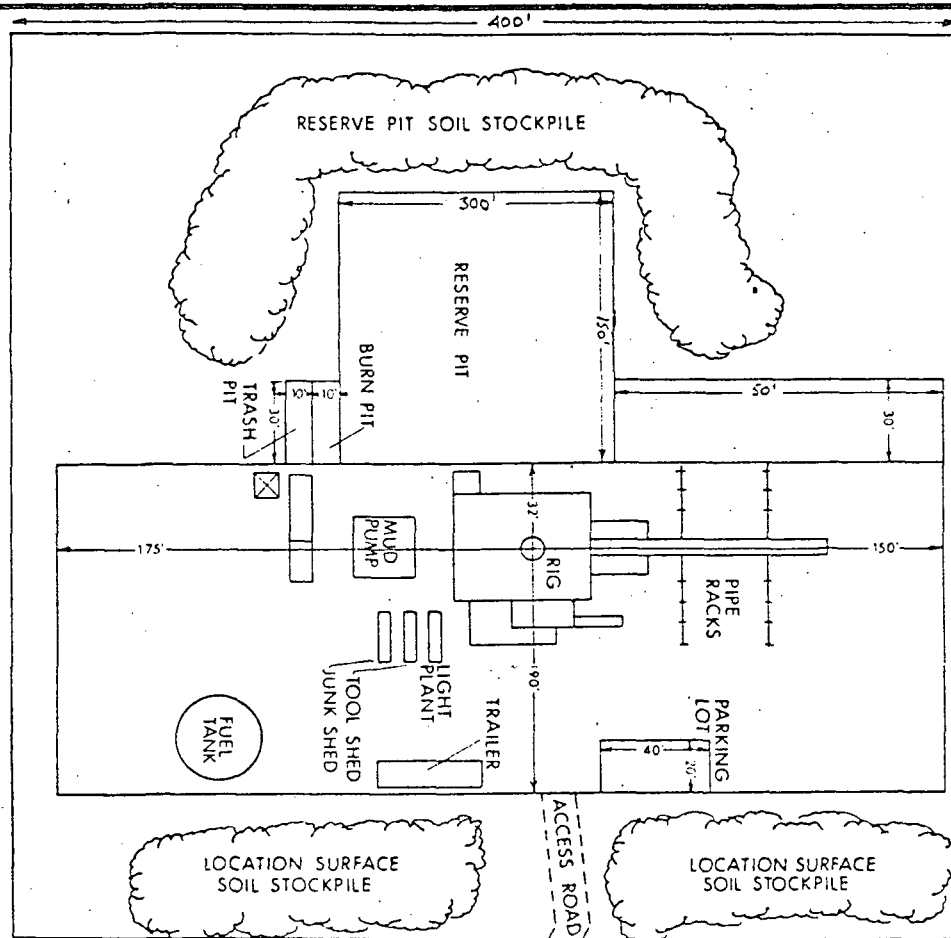 400'
RESERVE PIT SOIL STOCKPILE
300'
RESERVE PIT
150'
BURN PIT
TRASH
PIT
10'
10'
30'
50'
30'
32'
175'
MUD
PUMP
RIG
150'
PIPE
RACKS
90'
LIGHT
PLANT
TOOL SHED
JUNK SHED
TRAILER
FUEL
TANK
PARKING
LOT
40'
20'
ACCESS ROAD
LOCATION SURFACE
SOIL STOCKPILE
LOCATION SURFACE
SOIL STOCKPILE